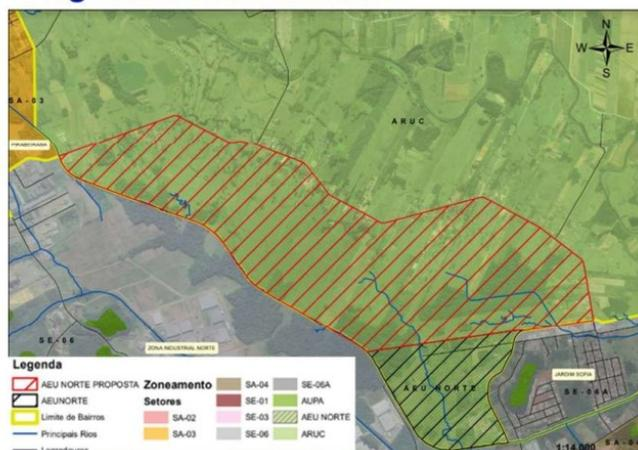 N
W E
S
SA-03
ARUC
PIRABEIRABA
SE-06
ZONA INDUSTRIAL NORTE
AEU NORTE
JARDIM SOFIA
SE-06A
Legenda
AEU NORTE PROPOSTA
AEUNORTE
Limite de Bairros
Principais Rios
Zoneamento
Setores
SA-02
SA-03
SA-04
SE-01
SE-03
SE-06
SE-06A
AUPA
AEU NORTE
ARUC
1:14.000